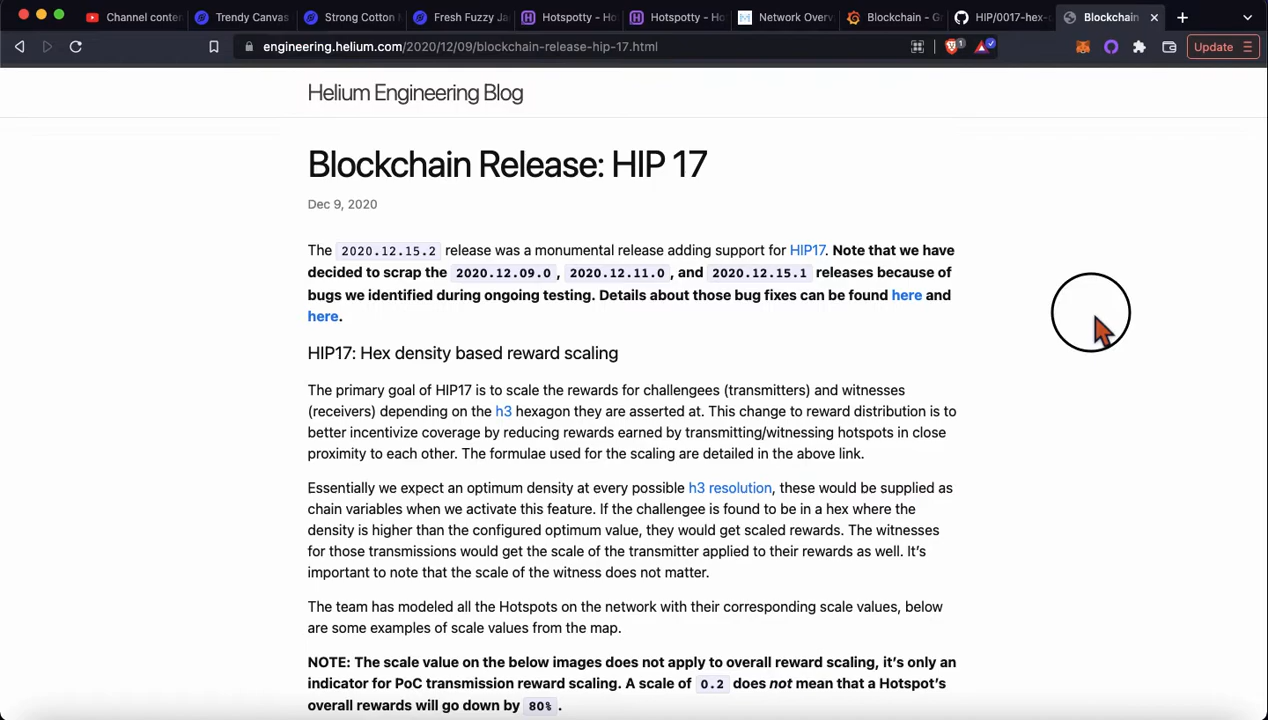 Channel conten
Trendy Canvas
Strong Cotton
Fresh Fuzzy Ja
Hotspotty - Ho
Hotspotty - Ho
Network Overv
Blockchain - Gr
HIP/0017-hex-
Blockchain
engineering.helium.com/2020/12/09/blockchain-release-hip-17.html
1
Update
Helium Engineering Blog
Blockchain Release: HIP 17
Dec 9, 2020
The 2020.12.15.2 release was a monumental release adding support for HIP17. Note that we have
decided to scrap the 2020.12.09.0, 2020.12.11.0, and 2020.12.15.1 releases because of
bugs we identified during ongoing testing. Details about those bug fixes can be found here and
here.
HIP17: Hex density based reward scaling
The primary goal of HIP17 is to scale the rewards for challengees (transmitters) and witnesses
(receivers) depending on the h3 hexagon they are asserted at. This change to reward distribution is to
better incentivize coverage by reducing rewards earned by transmitting/witnessing hotspots in close
proximity to each other. The formulae used for the scaling are detailed in the above link.
Essentially we expect an optimum density at every possible h3 resolution, these would be supplied as
chain variables when we activate this feature. If the challengee is found to be in a hex where the
density is higher than the configured optimum value, they would get scaled rewards. The witnesses
for those transmissions would get the scale of the transmitter applied to their rewards as well. It's
important to note that the scale of the witness does not matter.
The team has modeled all the Hotspots on the network with their corresponding scale values, below
are some examples of scale values from the map.
NOTE: The scale value on the below images does not apply to overall reward scaling, it's only an
indicator for PoC transmission reward scaling. A scale of 0.2 does not mean that a Hotspot's
overall rewards will go down by 80%.